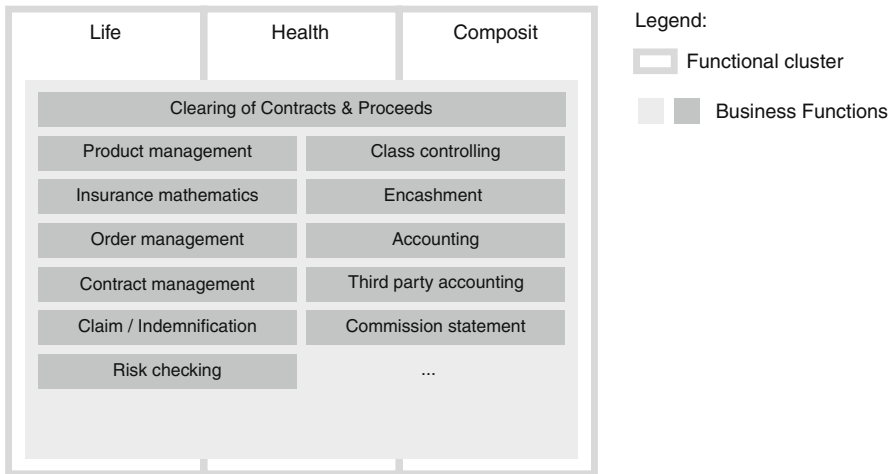 Life
Health
Composit
Clearing of Contracts & Proceeds
Product management
Class controlling
Insurance mathematics
Encashment
Order management
Accounting
Contract management
Third party accounting
Claim / Indemnification
Commission statement
Risk checking
...
Legend:
Functional cluster
Business Functions